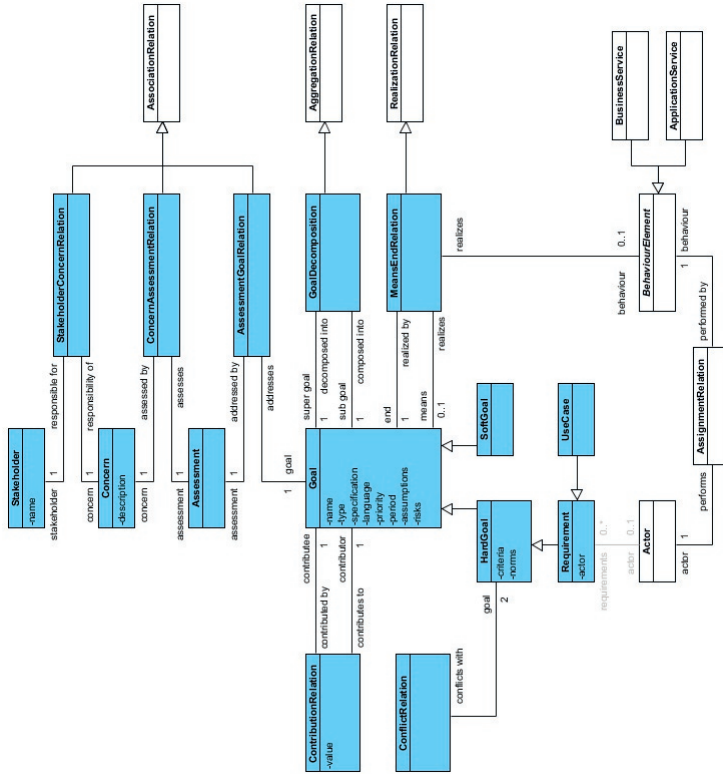 Stakeholder
-name
stakeholder 1
responsible for
StakeholderConcernRelation
concern 1
responsibility of
Concern
-description
concern 1
assessed by
ConcernAssessmentRelation
assessment 1
assesses
AssociationRelation
Assessment
assessment 1
addressed by
AssessmentGoalRelation
addresses
1 goal
Goal
-name
-type
-specification
-language
-priority
-period
-assumptions
-risks
super goal
1 decomposed into
sub goal
1 composed into
GoalDecomposition
AggregationRelation
end
1 realized by
means
0..1 realizes
MeansEndRelation
RealizationRelation
contributee
contributed by 1
contributor
contributes to 1
ContributionRelation
-value
ConflictRelation
conflicts with
goal
2
HardGoal
-criteria
-norms
SoftGoal
Requirement
-actor
UseCase
requirements 0..*
actor 0..1
Actor
actor 1
performs
AssignmentRelation
performed by
1 behaviour
BehaviourElement
behaviour 0..1
realizes
BusinessService
ApplicationService